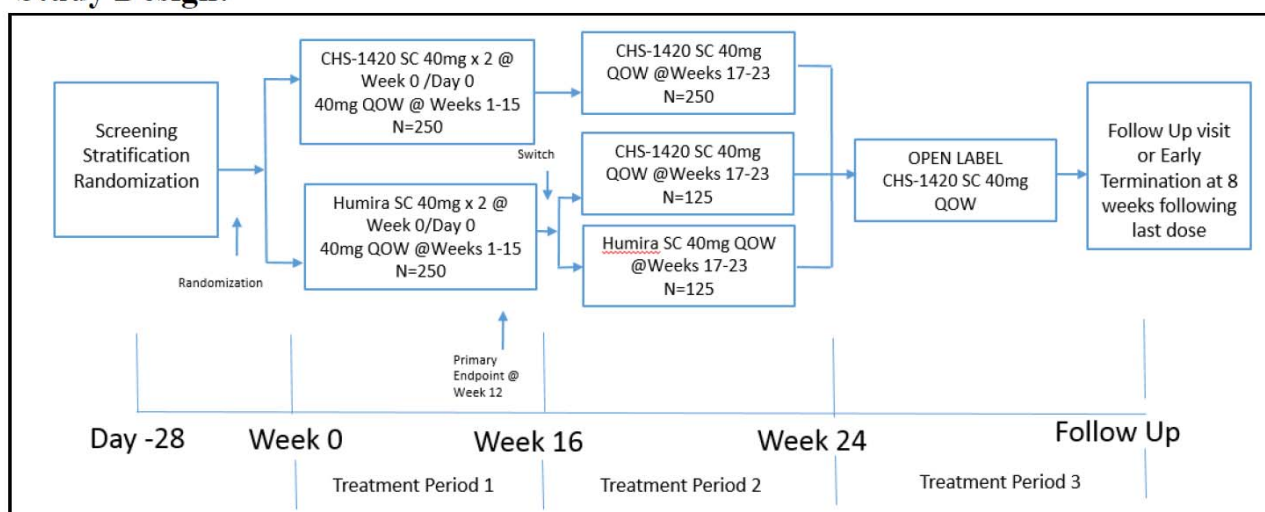 Study Design:
Screening
Stratification
Randomization
Randomization
CHS-1420 SC 40mg x 2 @
Week 0 /Day 0
40mg QOW @ Weeks 1-15
N=250
Humira SC 40mg x 2 @
Week 0/Day 0
40mg QOW @Weeks 1-15
N=250
Switch
Primary
Endpoint @
Week 12
CHS-1420 SC 40mg
QOW @Weeks 17-23
N=250
CHS-1420 SC 40mg
QOW @Weeks 17-23
N=125
Humira SC 40mg QOW
@Weeks 17-23
N=125
OPEN LABEL
CHS-1420 SC 40mg
QOW
Follow Up visit
or Early
Termination at 8
weeks following
last dose
Day -28
Week 0
Week 16
Week 24
Follow Up
Treatment Period 1
Treatment Period 2
Treatment Period 3